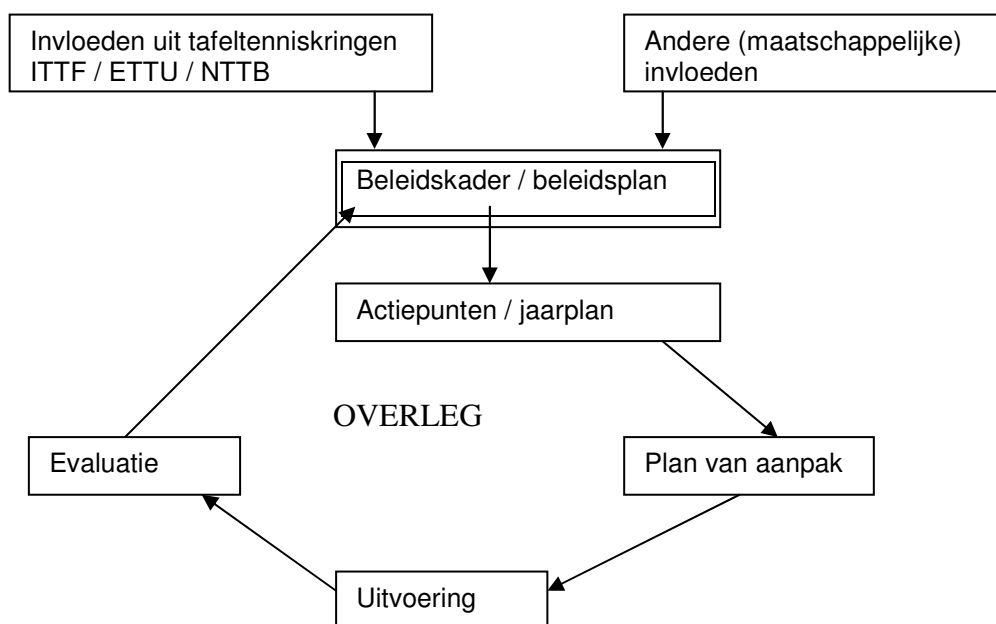 Invloeden uit tafeltenniskringen
ITTF / ETTU / NTTB
Andere (maatschappelijke)
invloeden
Beleidskader / beleidsplan
Actiepunten / jaarplan
OVERLEG
Evaluatie
Plan van aanpak
Uitvoering